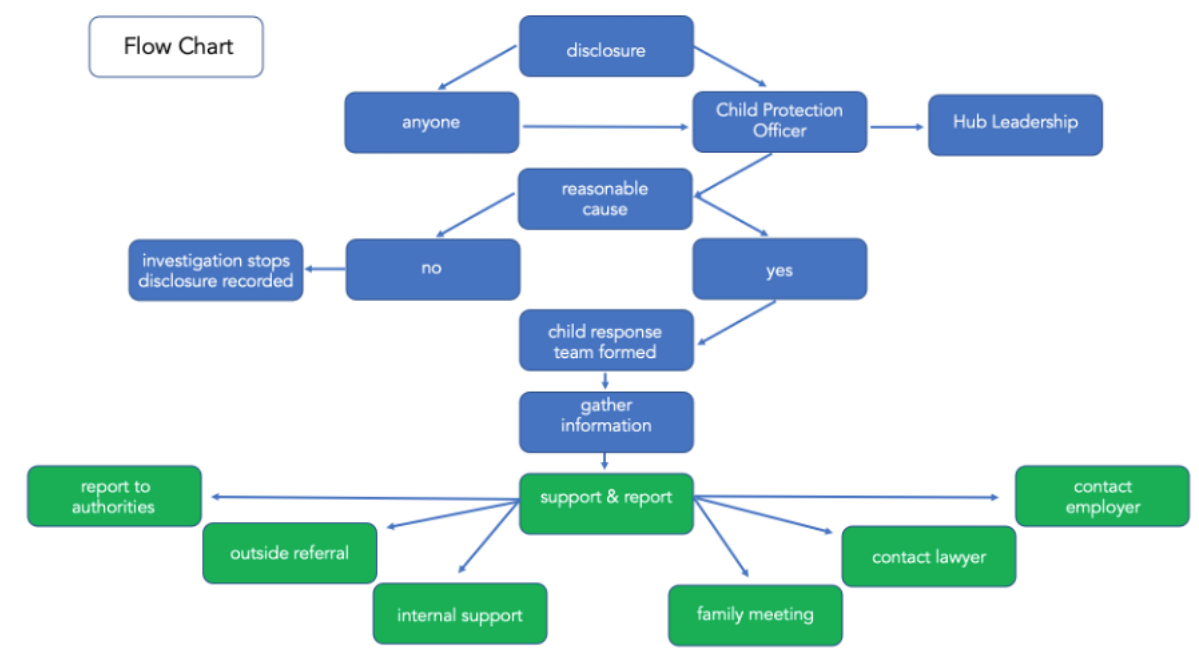 Flow Chart
disclosure
anyone
Child Protection
Officer
Hub Leadership
reasonable
cause
investigation stops
disclosure recorded
no
yes
child response
team formed
gather
information
support & report
report to
authorities
outside referral
internal support
family meeting
contact lawyer
contact
employer